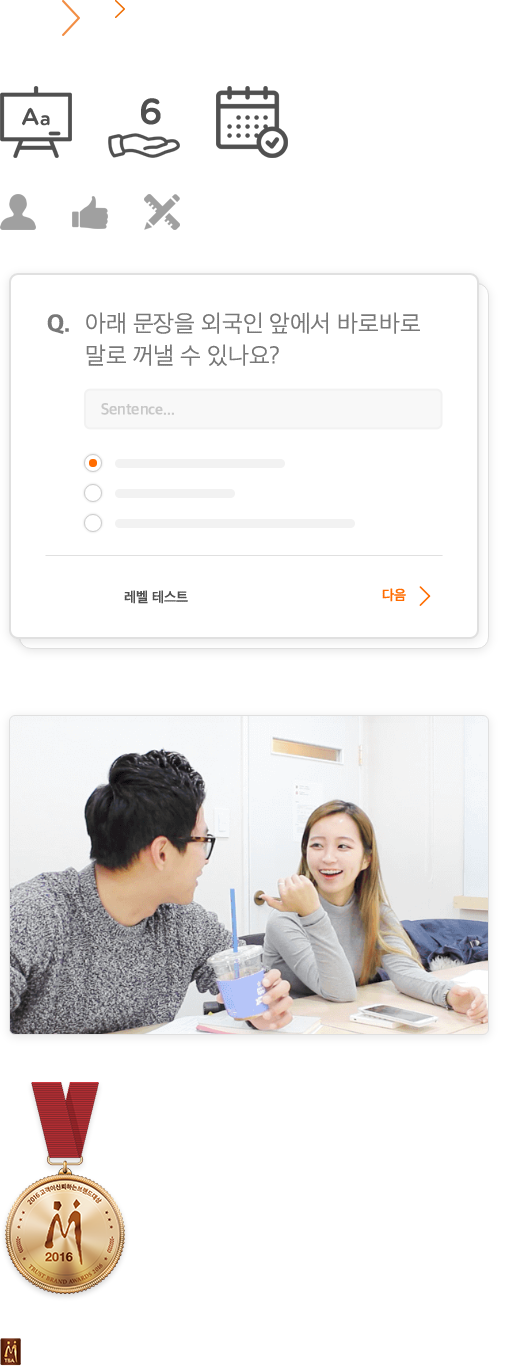 Aa
6
Q. 아래 문장을 외국인 앞에서 바로바로
말로 꺼낼 수 있나요?
Sentence...
레벨 테스트
다음
2016 고객이신뢰하는브랜드대상
2016
TRUST BRAND AWARDS 2016
TBA